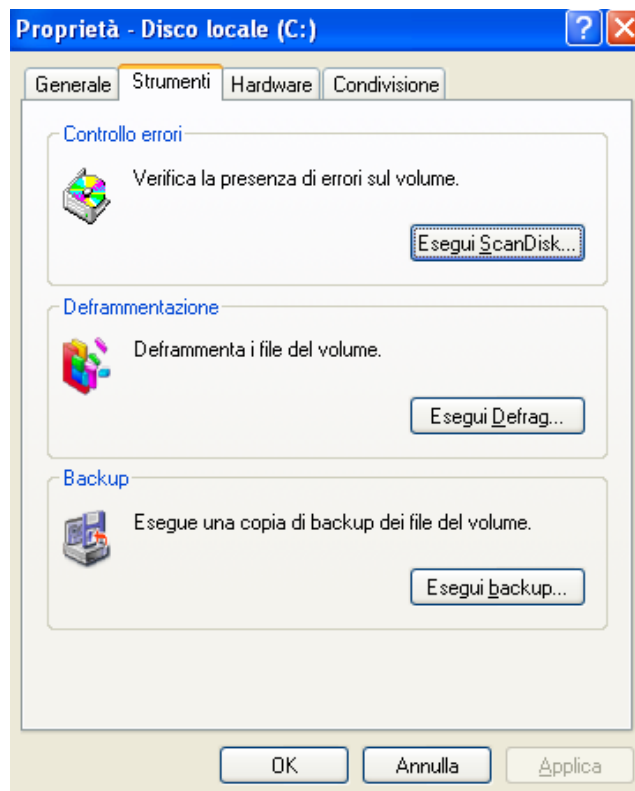 Proprietà - Disco locale (C:)
Generale Strumenti Hardware Condivisione
Controllo errori
Verifica la presenza di errori sul volume.
Esegui ScanDisk...
Deframmentazione
Deframmenta i file del volume.
Esegui Defrag...
Backup
Esegue una copia di backup dei file del volume.
Esegui backup...
OK Annulla Applica